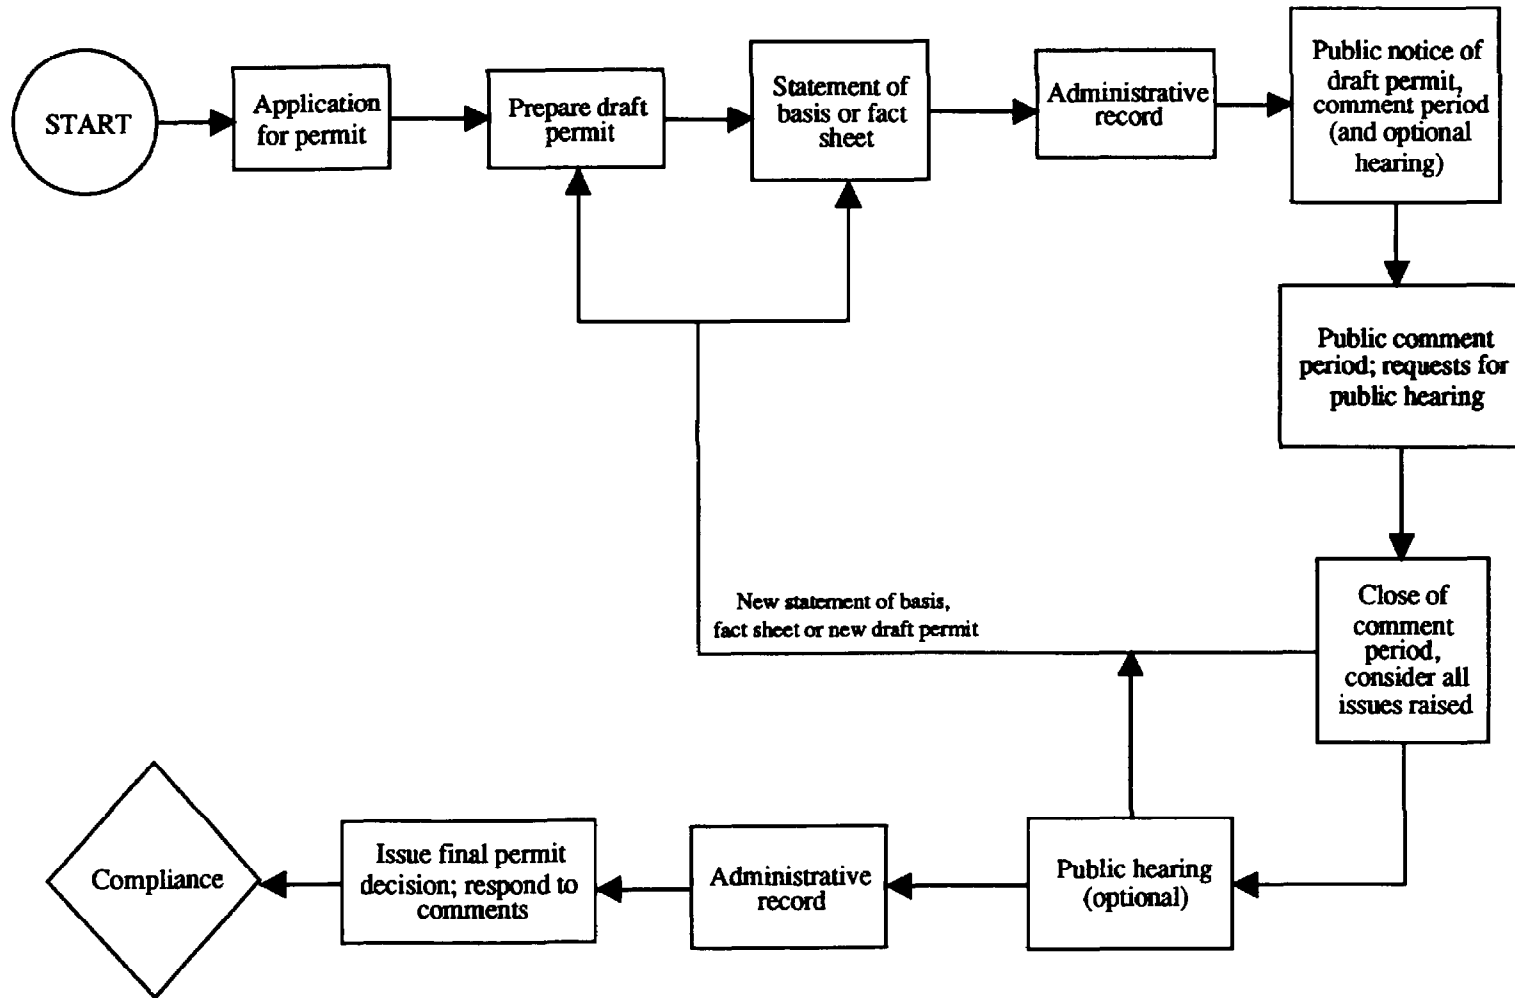 START
Application
for permit
Prepare draft
permit
Statement of
basis or fact
sheet
Administrative
record
Public notice of
draft permit,
comment period
(and optional
hearing)
Public comment
period; requests for
public hearing
Close of
comment
period,
consider all
issues raised
New statement of basis,
fact sheet or new draft permit
Public hearing
(optional)
Administrative
record
Issue final permit
decision; respond to
comments
Compliance